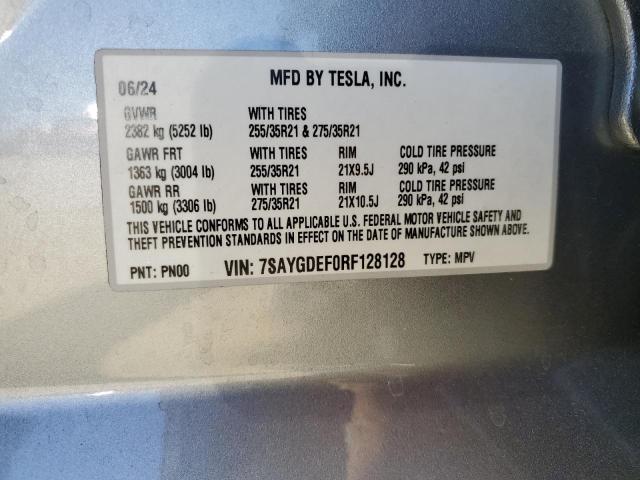 06/24 MFD BY TESLA, INC.
GVWR WITH TIRES
2382 kg (5252 lb) 255/35R21 & 275/35R21
GAWR FRT WITH TIRES RIM COLD TIRE PRESSURE
1363 kg (3004 lb) 255/35R21 21X9.5J 290 kPa, 42 psi
GAWR RR WITH TIRES RIM COLD TIRE PRESSURE
1500 kg (3306 lb) 275/35R21 21X10.5J 290 kPa, 42 psi
THIS VEHICLE CONFORMS TO ALL APPLICABLE U.S. FEDERAL MOTOR VEHICLE SAFETY AND
THEFT PREVENTION STANDARDS IN EFFECT ON THE DATE OF MANUFACTURE SHOWN ABOVE.
PNT: PN00 VIN: 7SAYGDEF0RF128128 TYPE: MPV